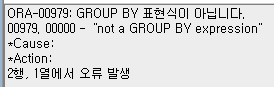 ORA-00979: GROUP BY 표현식이 아닙니다.
00979, 00000 -  "not a GROUP BY expression"
*Cause:
*Action:
2행, 1열에서 오류 발생